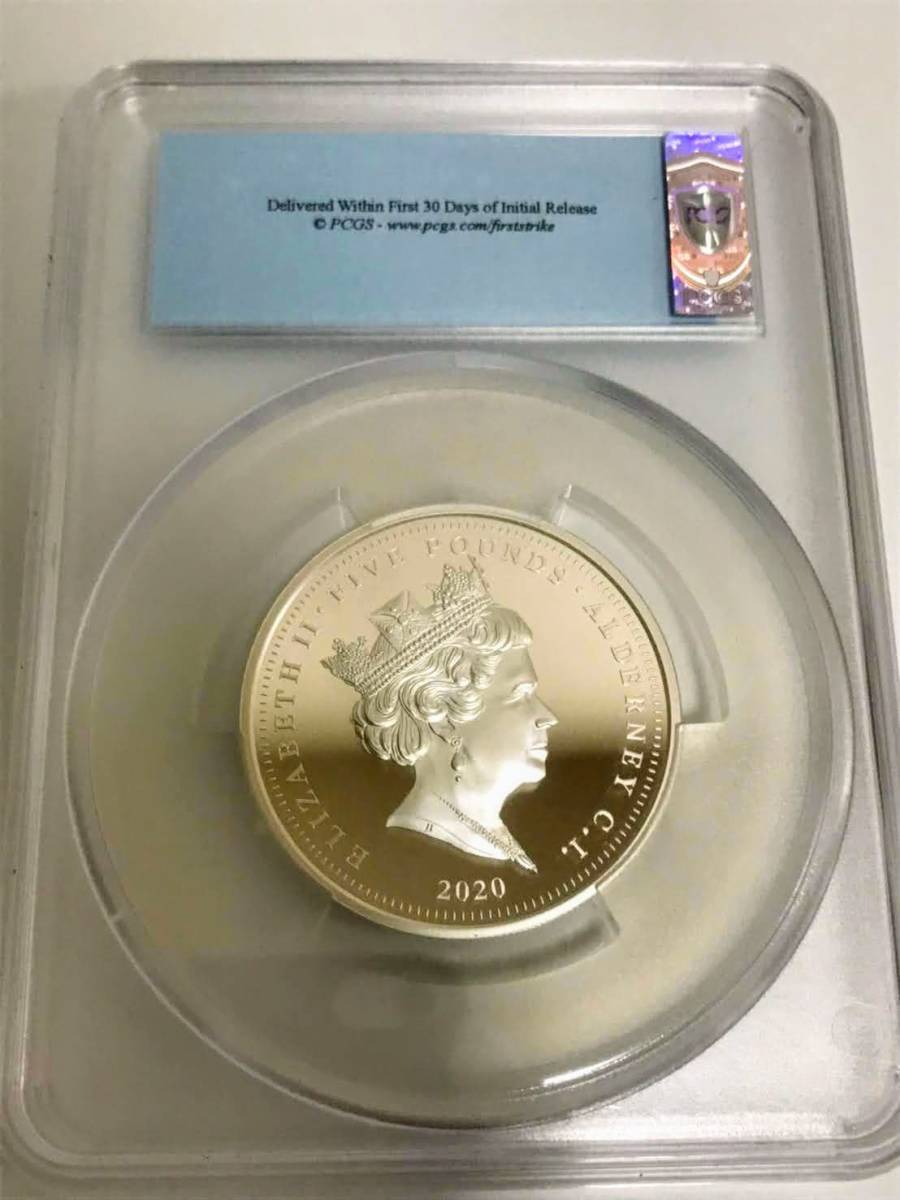 Delivered Within First 30 Days of Initial Release
© PCGS - www.pcgs.com/firststrike
PCGS
ELIZABETH II · FIVE POUNDS · ALDERNEY C.I.
2020